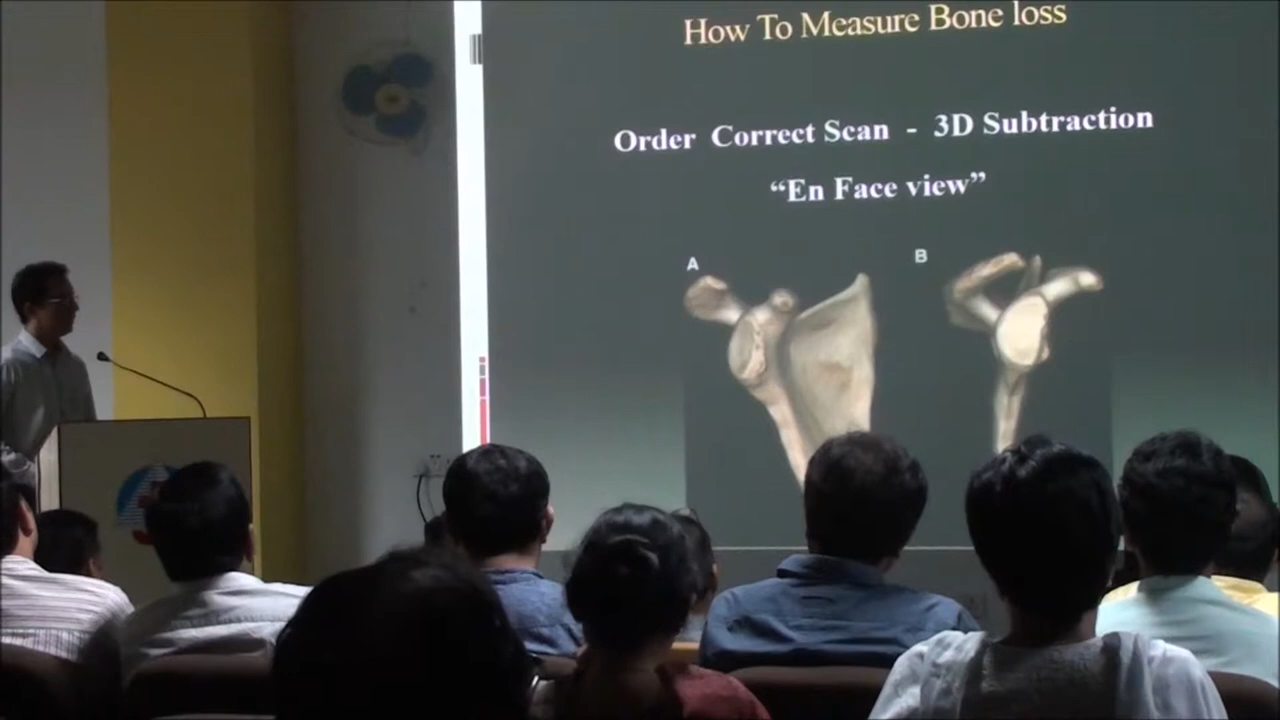 How To Measure Bone loss
Order Correct Scan - 3D Subtraction
“En Face view”
A
B